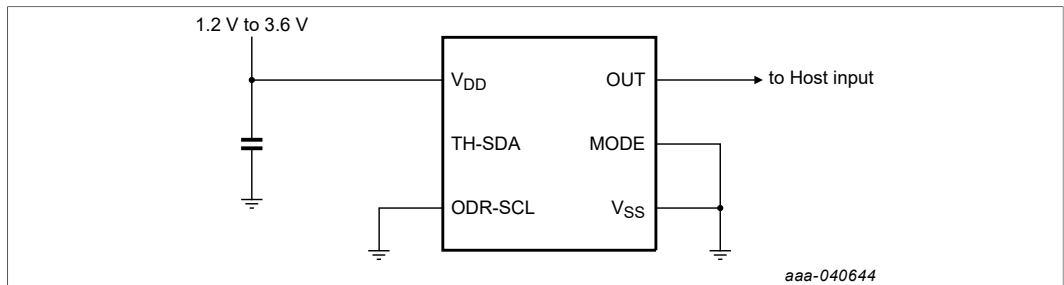 1.2 V to 3.6 V
VDD
OUT
to Host input
TH-SDA
MODE
ODR-SCL
VSS
aaa-040644